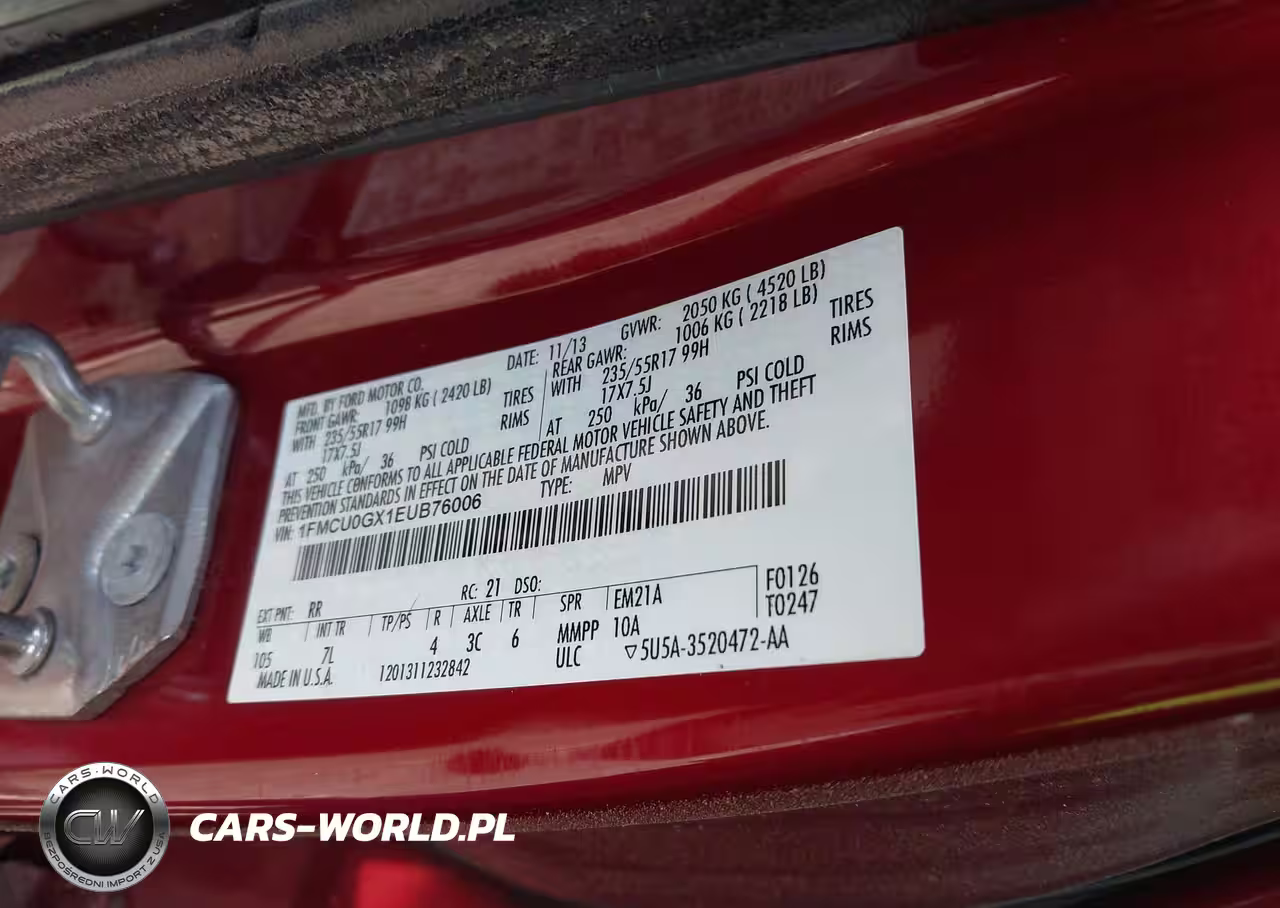 MFD. BY FORD MOTOR CO. DATE: 11/13 GVWR: 2050 KG ( 4520 LB)
FRONT GAWR: 1098 KG ( 2420 LB) REAR GAWR: 1006 KG ( 2218 LB)
WITH 235/55R17 99H TIRES WITH 235/55R17 99H TIRES
17X7.5J RIMS 17X7.5J RIMS
AT 250 kPa/ 36 PSI COLD AT 250 kPa/ 36 PSI COLD
THIS VEHICLE CONFORMS TO ALL APPLICABLE FEDERAL MOTOR VEHICLE SAFETY AND THEFT
PREVENTION STANDARDS IN EFFECT ON THE DATE OF MANUFACTURE SHOWN ABOVE.
VIN: 1FMCU0GX1EUB76006 TYPE: MPV
EXT PNT: RR RC: 21 DSO: F0126
WB INT TR TP/PS R AXLE TR SPR EM21A T0247
105 7L 4 3C 6 MMPP 10A
MADE IN U.S.A. 1201311232842 ULC ▽5U5A-3520472-AA
CARS-WORLD
CW
BEZPOŚREDNI IMPORT Z USA
CARS-WORLD.PL